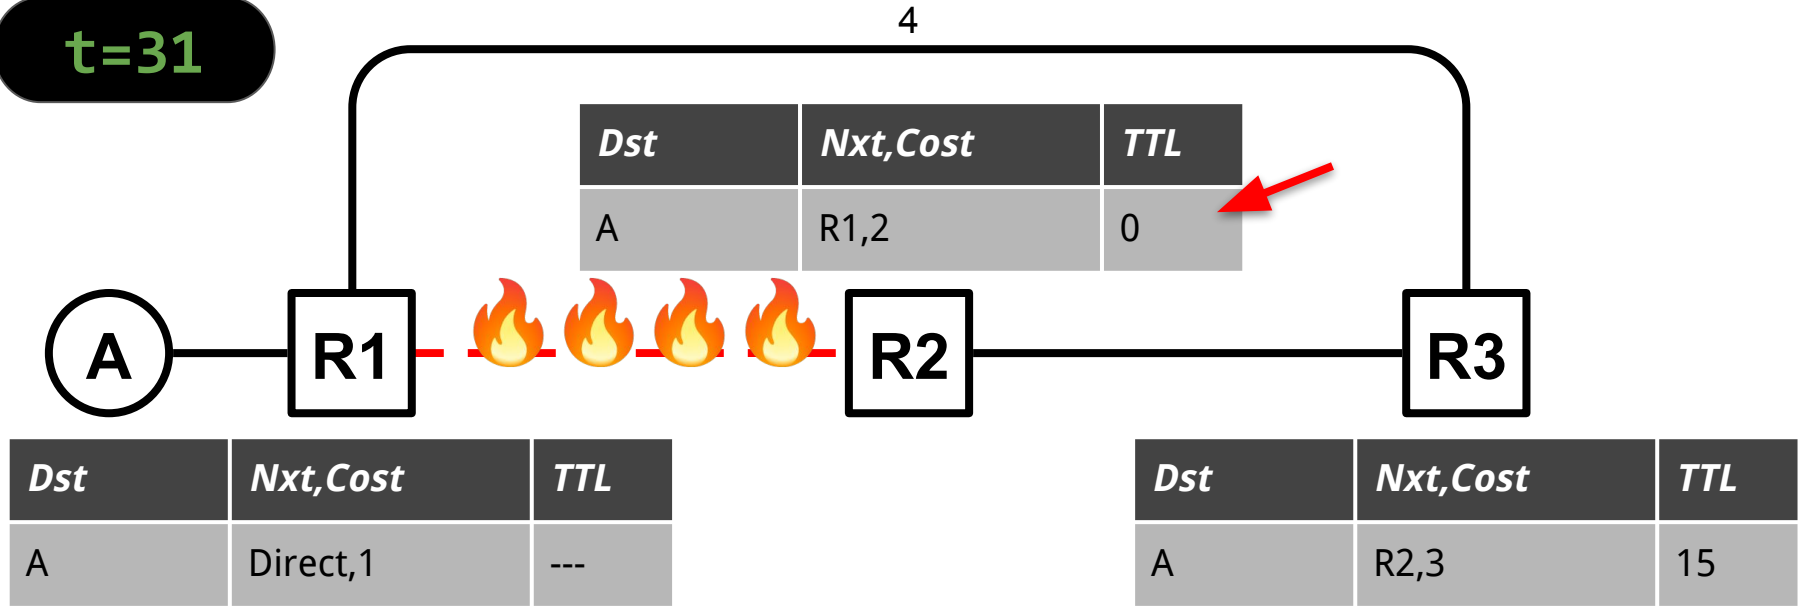 t=31
4
Dst Nxt,Cost TTL
A R1,2 0
A R1 R2 R3
Dst Nxt,Cost TTL
A Direct,1 ---
Dst Nxt,Cost TTL
A R2,3 15